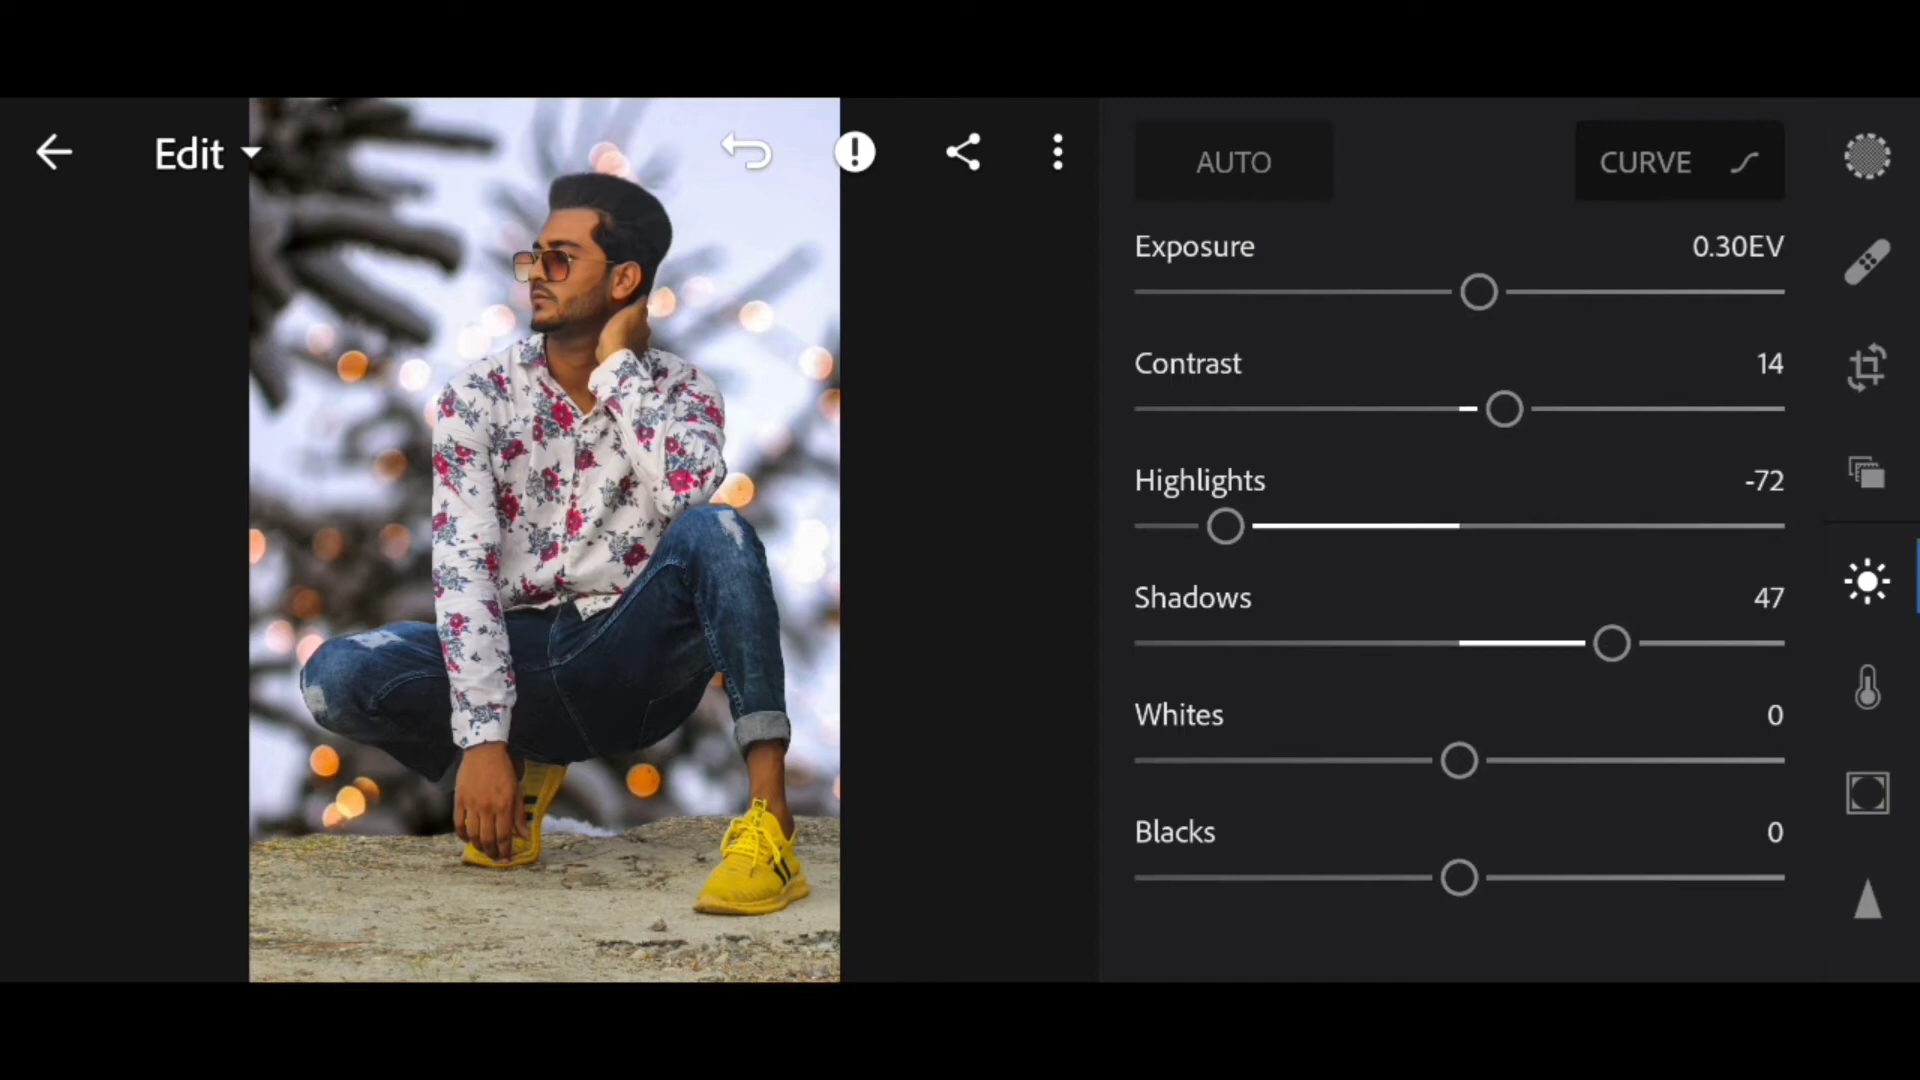 Edit
AUTO
CURVE
Exposure
0.30EV
Contrast
14
Highlights
-72
Shadows
47
Whites
0
Blacks
0